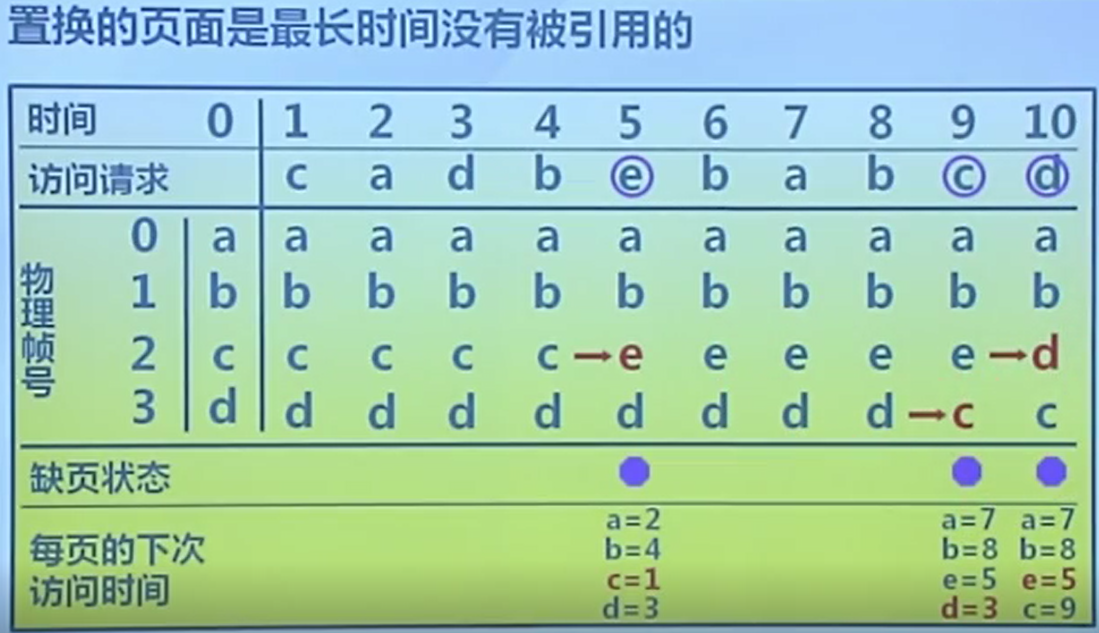 置换的页面是最长时间没有被引用的
时间 0 1 2 3 4 5 6 7 8 9 10
访问请求 c a d b e b a b c d
物理帧号
0 a a a a a a a a a a a
1 b b b b b b b b b b b
2 c c c c c →e e e e e →d
3 d d d d d d d d d →c c
缺页状态
每页的下次
访问时间
a=2 a=7 a=7
b=4 b=8 b=8
c=1 e=5 e=5
d=3 d=3 c=9